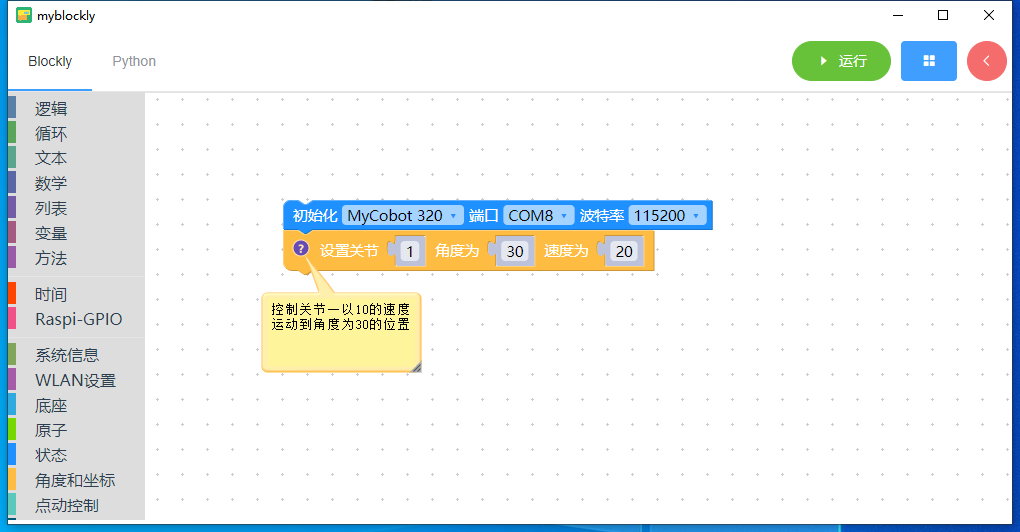 myblockly
Blockly Python
运行
逻辑
循环
文本
数学
列表
变量
方法
时间
Raspi-GPIO
系统信息
WLAN设置
底座
原子
状态
角度和坐标
点动控制
初始化 MyCobot 320 端口 COM8 波特率 115200
? 设置关节 1 角度为 30 速度为 20
控制关节一以10的速度
运动到角度为30的位置